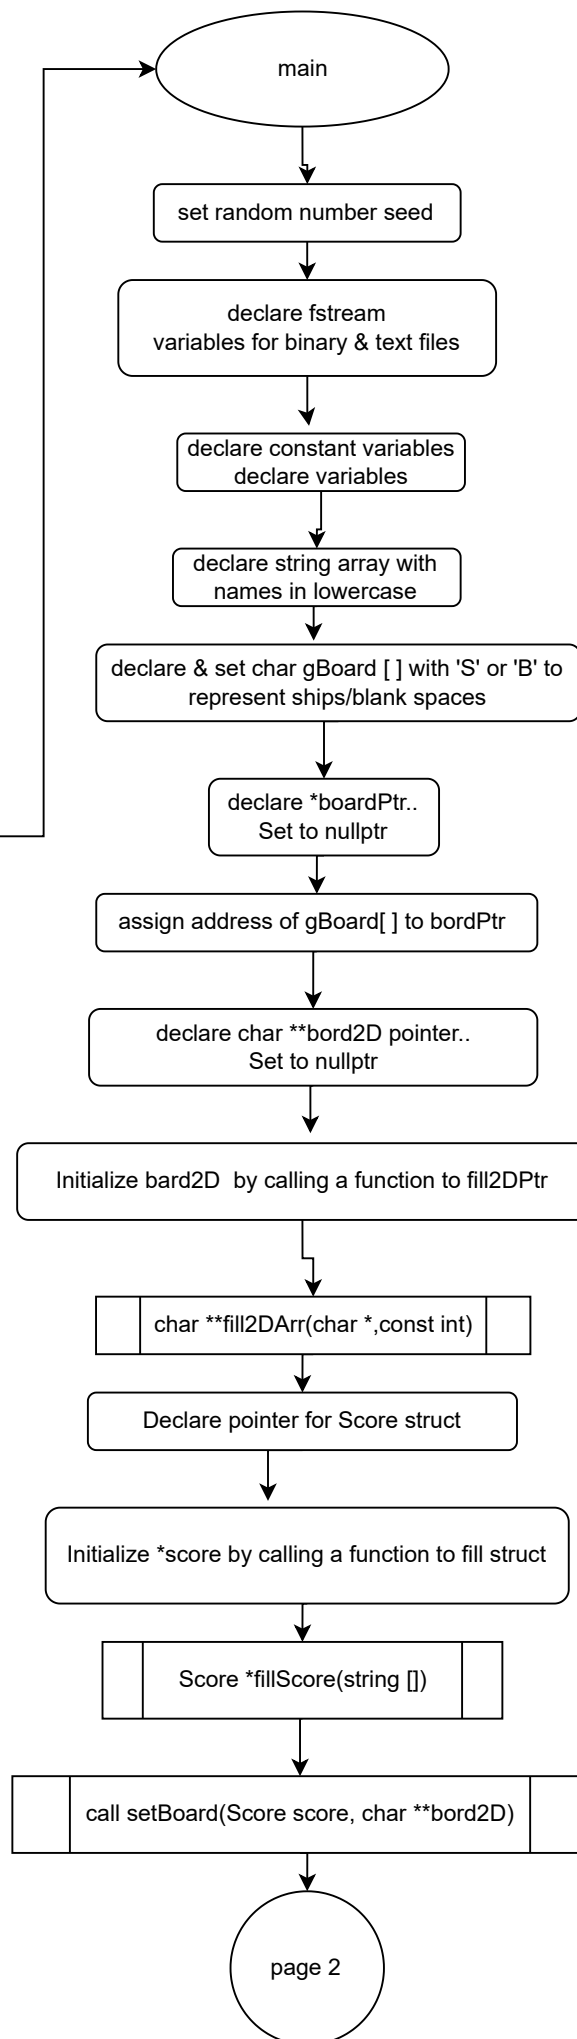 main
set random number seed
declare fstream
variables for binary & text files
declare constant variables
declare variables
declare string array with
names in lowercase
declare & set char gBoard [ ] with 'S' or 'B' to
represent ships/blank spaces
declare *boardPtr..
Set to nullptr
assign address of gBoard[ ] to bordPtr
declare char **bord2D pointer..
Set to nullptr
Initialize bard2D  by calling a function to fill2DPtr
char **fill2DArr(char *,const int)
Declare pointer for Score struct
Initialize *score by calling a function to fill struct
Score *fillScore(string [])
call setBoard(Score score, char **bord2D)
page 2